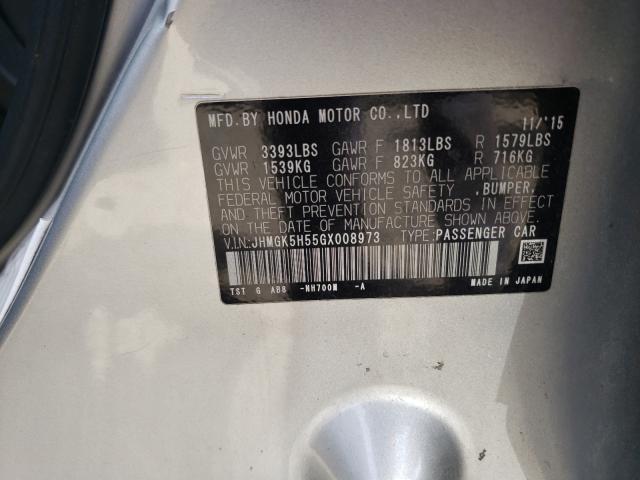 MFD.BY HONDA MOTOR CO.,LTD 11/'15
GVWR 3393LBS GAWR F 1813LBS R 1579LBS
GVWR 1539KG GAWR F 823KG R 716KG
THIS VEHICLE CONFORMS TO ALL APPLICABLE
FEDERAL MOTOR VEHICLE SAFETY ,BUMPER,
AND THEFT PREVENTION STANDARDS IN EFFECT
ON THE DATE OF MANUFACTURE SHOWN ABOVE.
V.I.N:JHMGK5H55GX008973 TYPE:PASSENGER CAR
TST G AB8 -NH700M -A MADE IN JAPAN